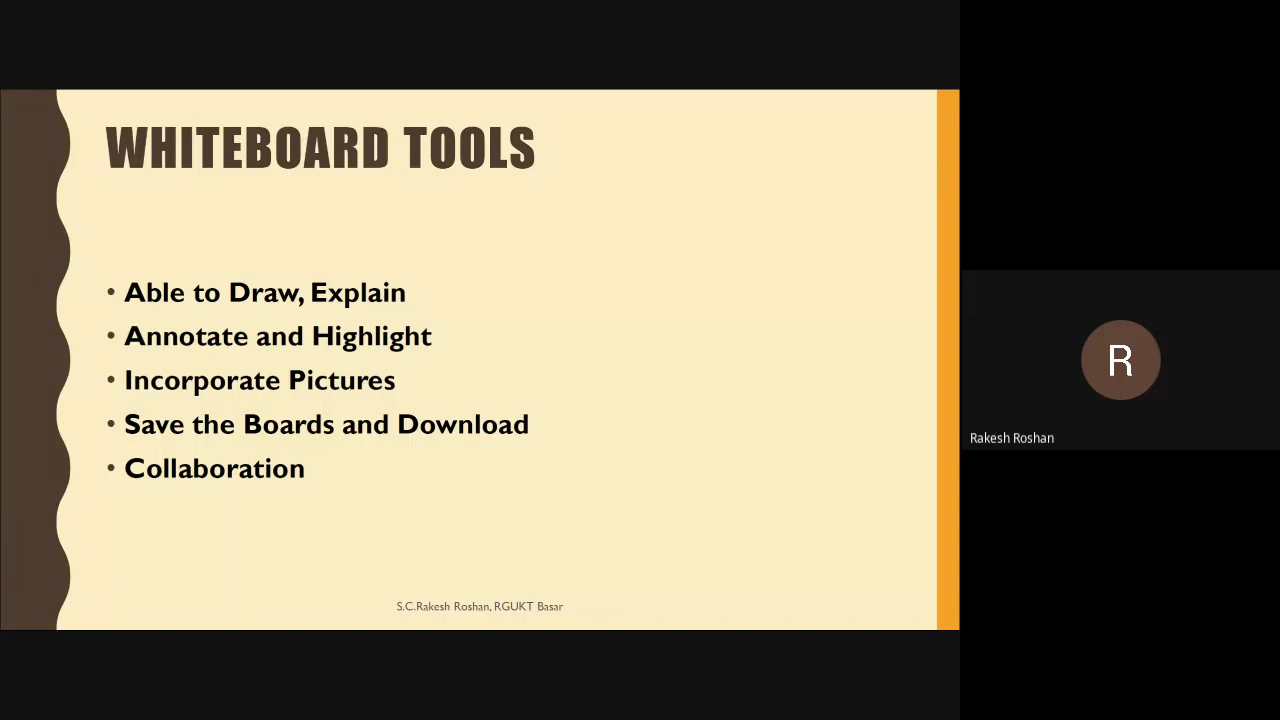 WHITEBOARD TOOLS
• Able to Draw, Explain
• Annotate and Highlight
• Incorporate Pictures
• Save the Boards and Download
• Collaboration
S.C.Rakesh Roshan, RGUKT Basar
R
Rakesh Roshan